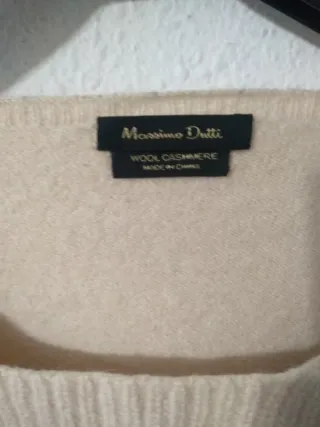 Massimo Dutti
WOOL CASHMERE
MADE IN CHINA